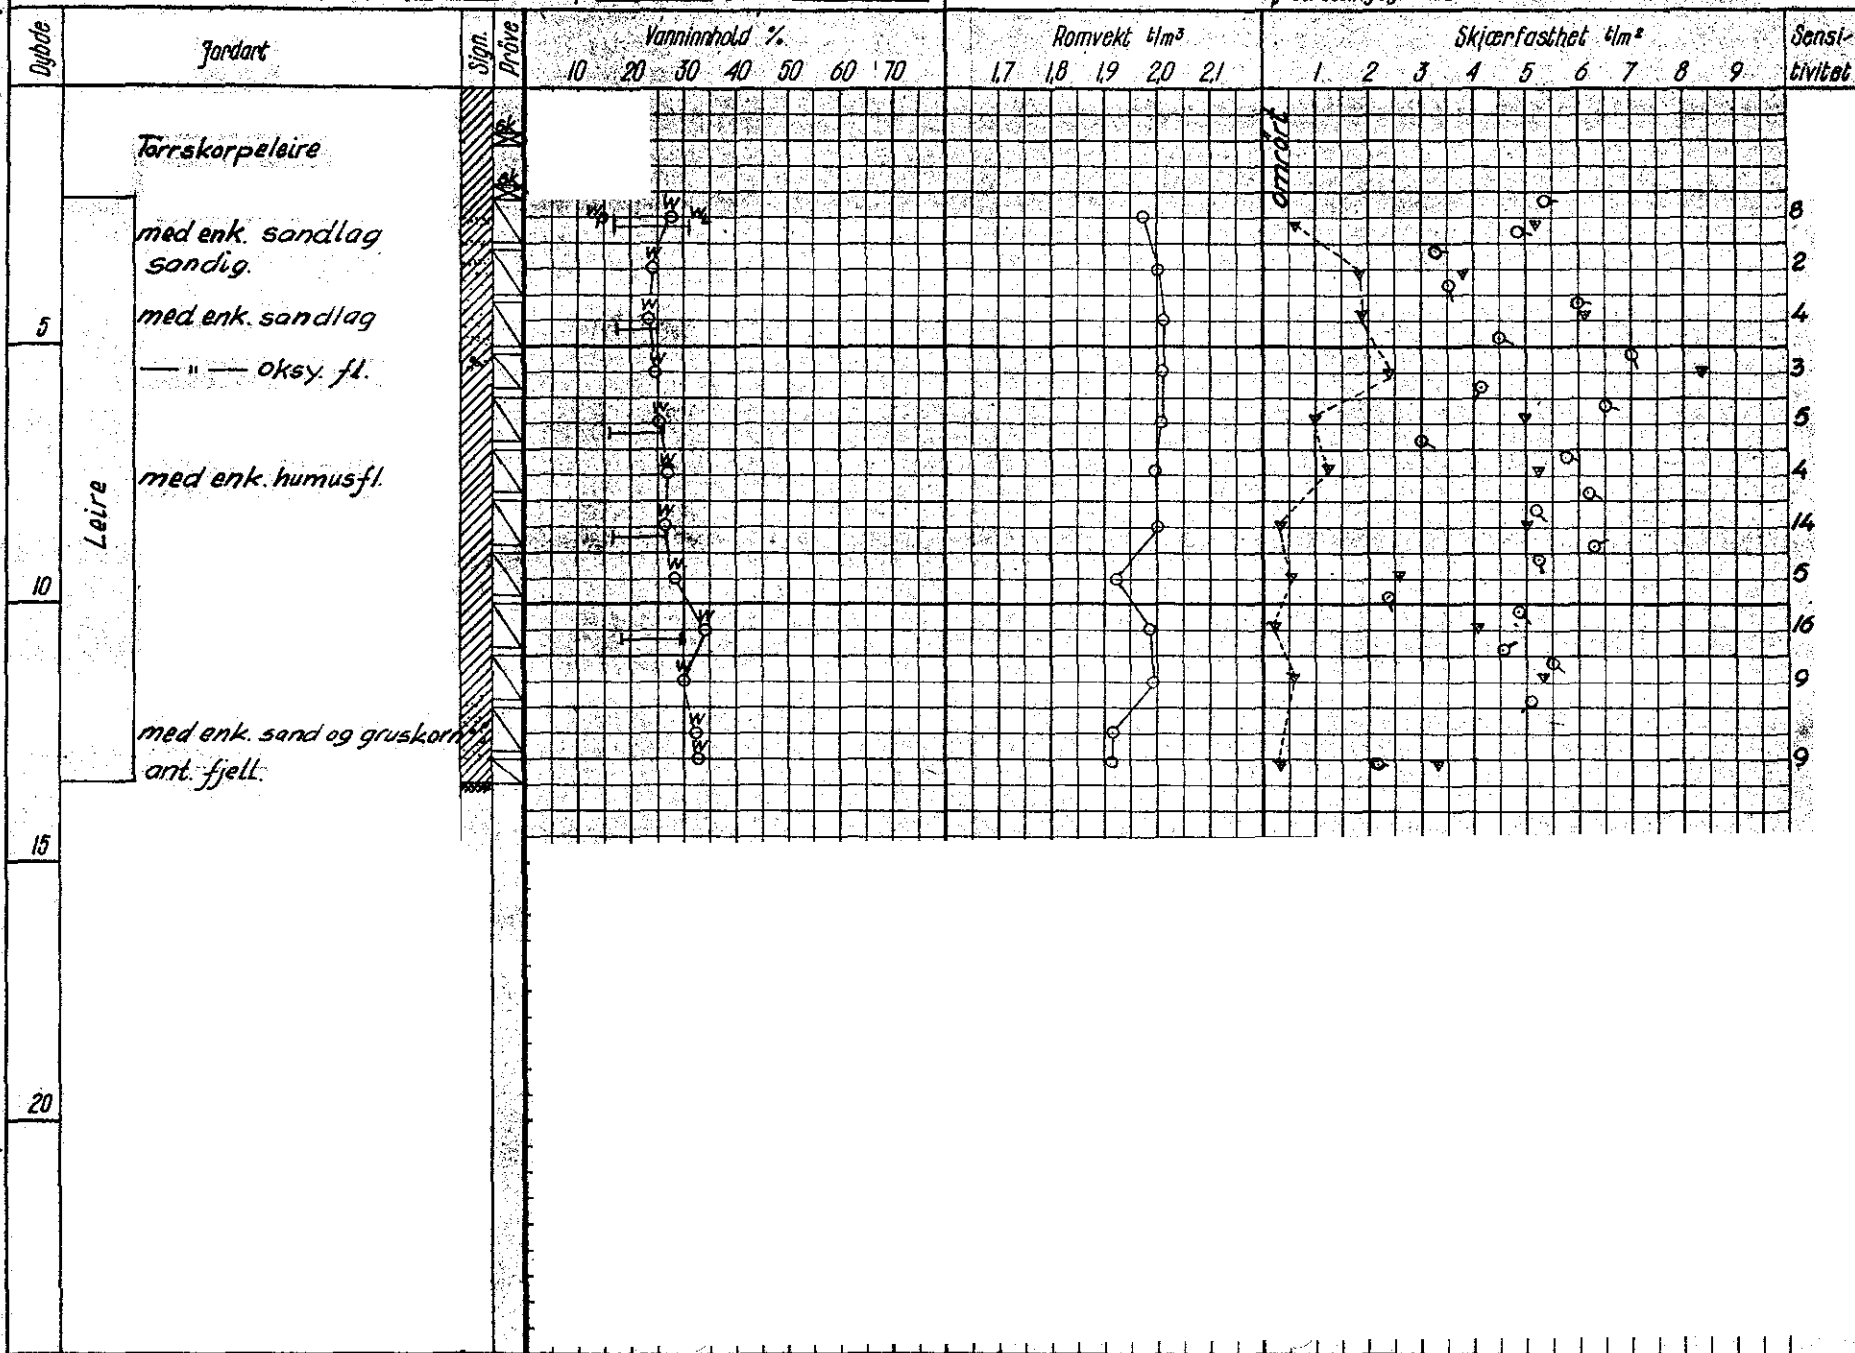 Dybde
Jordart
Sign.
Prøve
Vanninnhold %
10 20 30 40 50 60 70
Romvekt t/m³
1,7 1,8 1,9 2,0 2,1
Skjærfasthet t/m²
1 2 3 4 5 6 7 8 9
Sensi-
tivitet
omrørt
Tørrskorpeleire
W W
8
med enk. sandlag
W
2
sandig.
W
4
med enk. sandlag
5
W
3
— " — oksy. fl.
W
5
W
4
med enk. humusfl.
Leire
W
14
W
5
10
W
16
W
9
W
med enk. sand og gruskorn
W
9
ant. fjell.
15
20